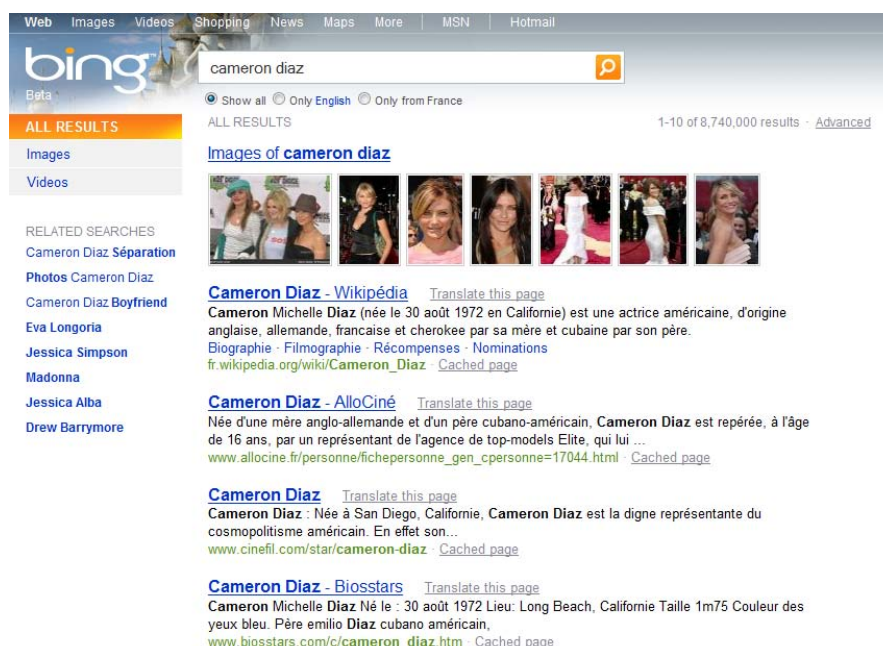 Web Images Videos Shopping News Maps More MSN Hotmail
bing
Beta
cameron diaz
Show all Only English Only from France
ALL RESULTS
Images
Videos
RELATED SEARCHES
Cameron Diaz Séparation
Photos Cameron Diaz
Cameron Diaz Boyfriend
Eva Longoria
Jessica Simpson
Madonna
Jessica Alba
Drew Barrymore
ALL RESULTS 1-10 of 8,740,000 results · Advanced
Images of cameron diaz
Cameron Diaz - Wikipédia Translate this page
Cameron Michelle Diaz (née le 30 août 1972 en Californie) est une actrice américaine, d'origine
anglaise, allemande, francaise et cherokee par sa mère et cubaine par son père.
Biographie · Filmographie · Récompenses · Nominations
fr.wikipedia.org/wiki/Cameron_Diaz · Cached page
Cameron Diaz - AlloCiné Translate this page
Née d'une mère anglo-allemande et d'un père cubano-américain, Cameron Diaz est repérée, à l'âge
de 16 ans, par un représentant de l'agence de top-models Elite, qui lui ...
www.allocine.fr/personne/fichepersonne_gen_cpersonne=17044.html · Cached page
Cameron Diaz Translate this page
Cameron Diaz : Née à San Diego, Californie, Cameron Diaz est la digne représentante du
cosmopolitisme américain. En effet son...
www.cinefil.com/star/cameron-diaz · Cached page
Cameron Diaz - Biosstars Translate this page
Cameron Michelle Diaz Né le : 30 août 1972 Lieu: Long Beach, Californie Taille 1m75 Couleur des
yeux bleu. Père emilio Diaz cubano américain,
www.biosstars.com/c/cameron_diaz.htm · Cached page